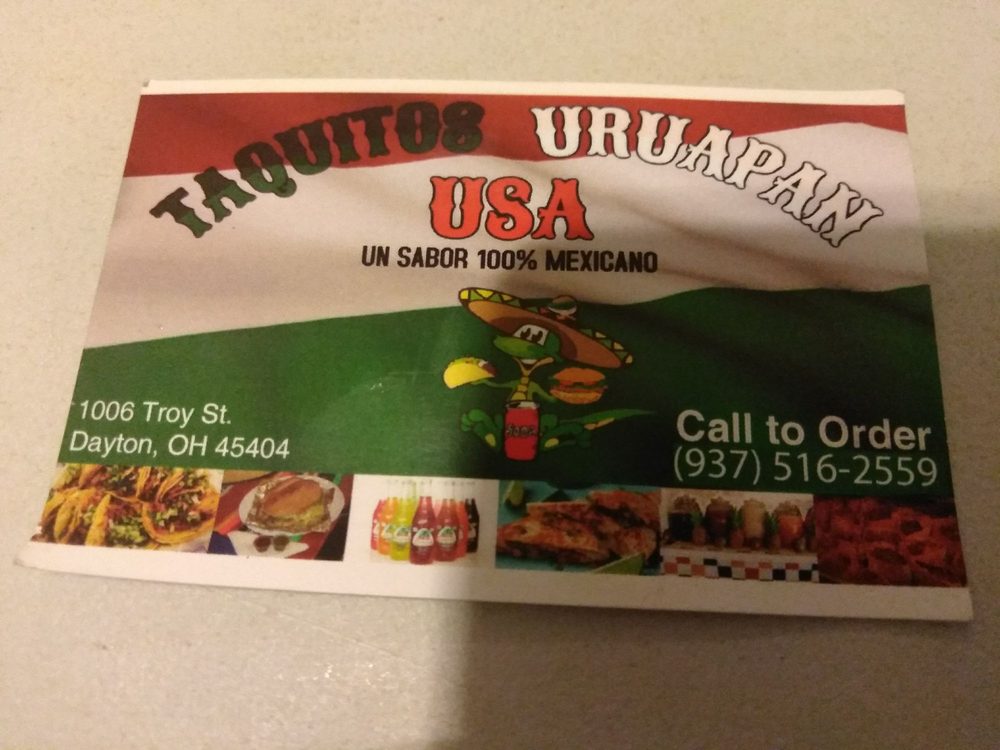 TAQUITOS URUAPAN
USA
UN SABOR 100% MEXICANO
1006 Troy St.
Dayton, OH 45404
Call to Order
(937) 516-2559